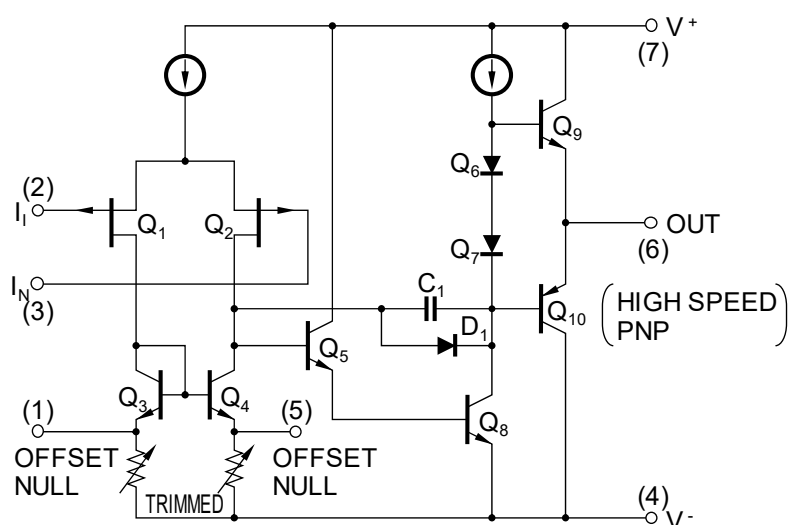 V+
(7)
Q9
(2)
II
Q1
Q2
Q6
OUT
(6)
Q7
IN
(3)
C1
D1
Q10
(HIGH SPEED
PNP)
Q5
Q3
Q4
(1)
(5)
Q8
OFFSET
NULL
OFFSET
NULL
TRIMMED
(4)
V-